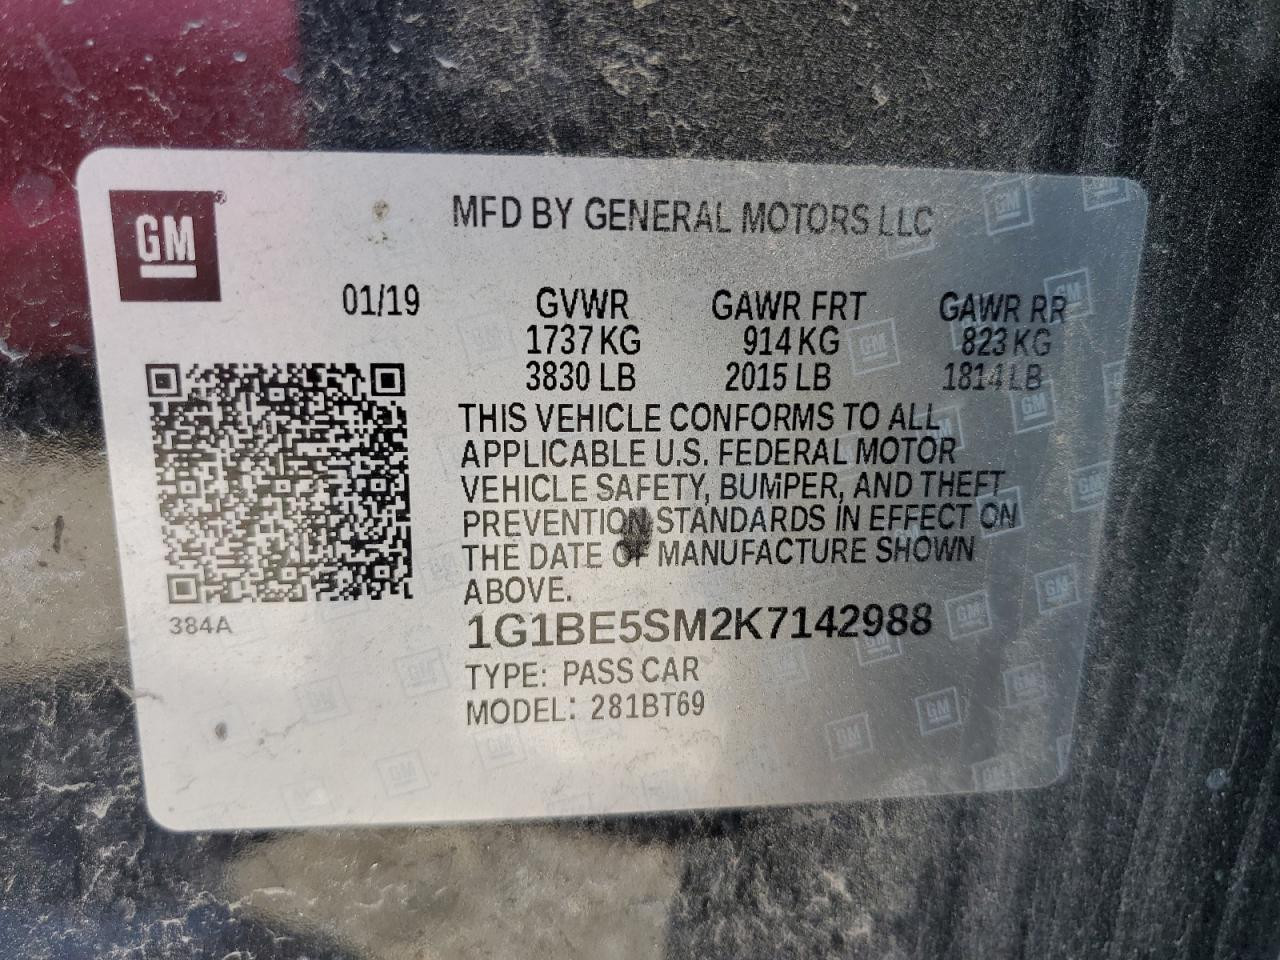 GM®
MFD BY GENERAL MOTORS LLC
01/19
GVWR GAWR FRT GAWR RR
1737 KG 914 KG 823 KG
3830 LB 2015 LB 1814 LB
THIS VEHICLE CONFORMS TO ALL
APPLICABLE U.S. FEDERAL MOTOR
VEHICLE SAFETY, BUMPER, AND THEFT
PREVENTION STANDARDS IN EFFECT ON
THE DATE OF MANUFACTURE SHOWN
ABOVE.
384A
1G1BE5SM2K7142988
TYPE: PASS CAR
MODEL: 281BT69